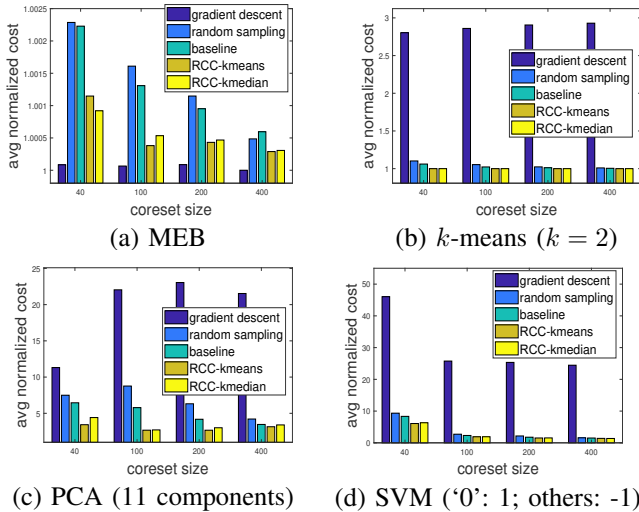 avg normalized cost
1.0025
1.002
1.0015
1.001
1.0005
1
gradient descent
random sampling
baseline
RCC-kmeans
RCC-kmedian
40
100
200
400
coreset size
(a) MEB
avg normalized cost
3
2.5
2
1.5
1
gradient descent
random sampling
baseline
RCC-kmeans
RCC-kmedian
40
100
200
400
coreset size
(b) k-means (k = 2)
avg normalized cost
25
20
15
10
5
gradient descent
random sampling
baseline
RCC-kmeans
RCC-kmedian
40
100
200
400
coreset size
(c) PCA (11 components)
avg normalized cost
50
40
30
20
10
0
gradient descent
random sampling
baseline
RCC-kmeans
RCC-kmedian
40
100
200
400
coreset size
(d) SVM (‘0’: 1; others: -1)